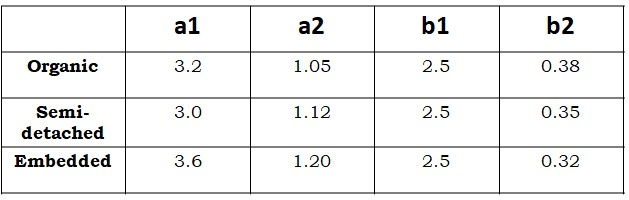 a1 a2 b1 b2
Organic 3.2 1.05 2.5 0.38
Semi-
detached 3.0 1.12 2.5 0.35
Embedded 3.6 1.20 2.5 0.32